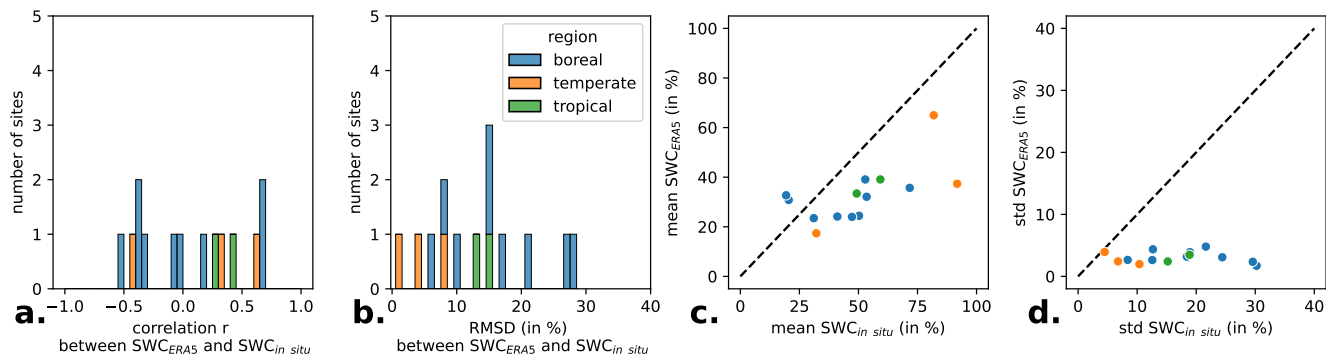 number of sites
5
4
3
2
1
0
−1.0
−0.5
0.0
0.5
1.0
a.
correlation r
between SWC_ERA5 and SWC_in situ
number of sites
5
4
3
2
1
0
region
boreal
temperate
tropical
0
10
20
30
40
b.
RMSD (in %)
between SWC_ERA5 and SWC_in situ
mean SWC_ERA5 (in %)
100
80
60
40
20
0
0
25
50
75
100
c.
mean SWC_in situ (in %)
std SWC_ERA5 (in %)
40
30
20
10
0
0
10
20
30
40
d.
std SWC_in situ (in %)